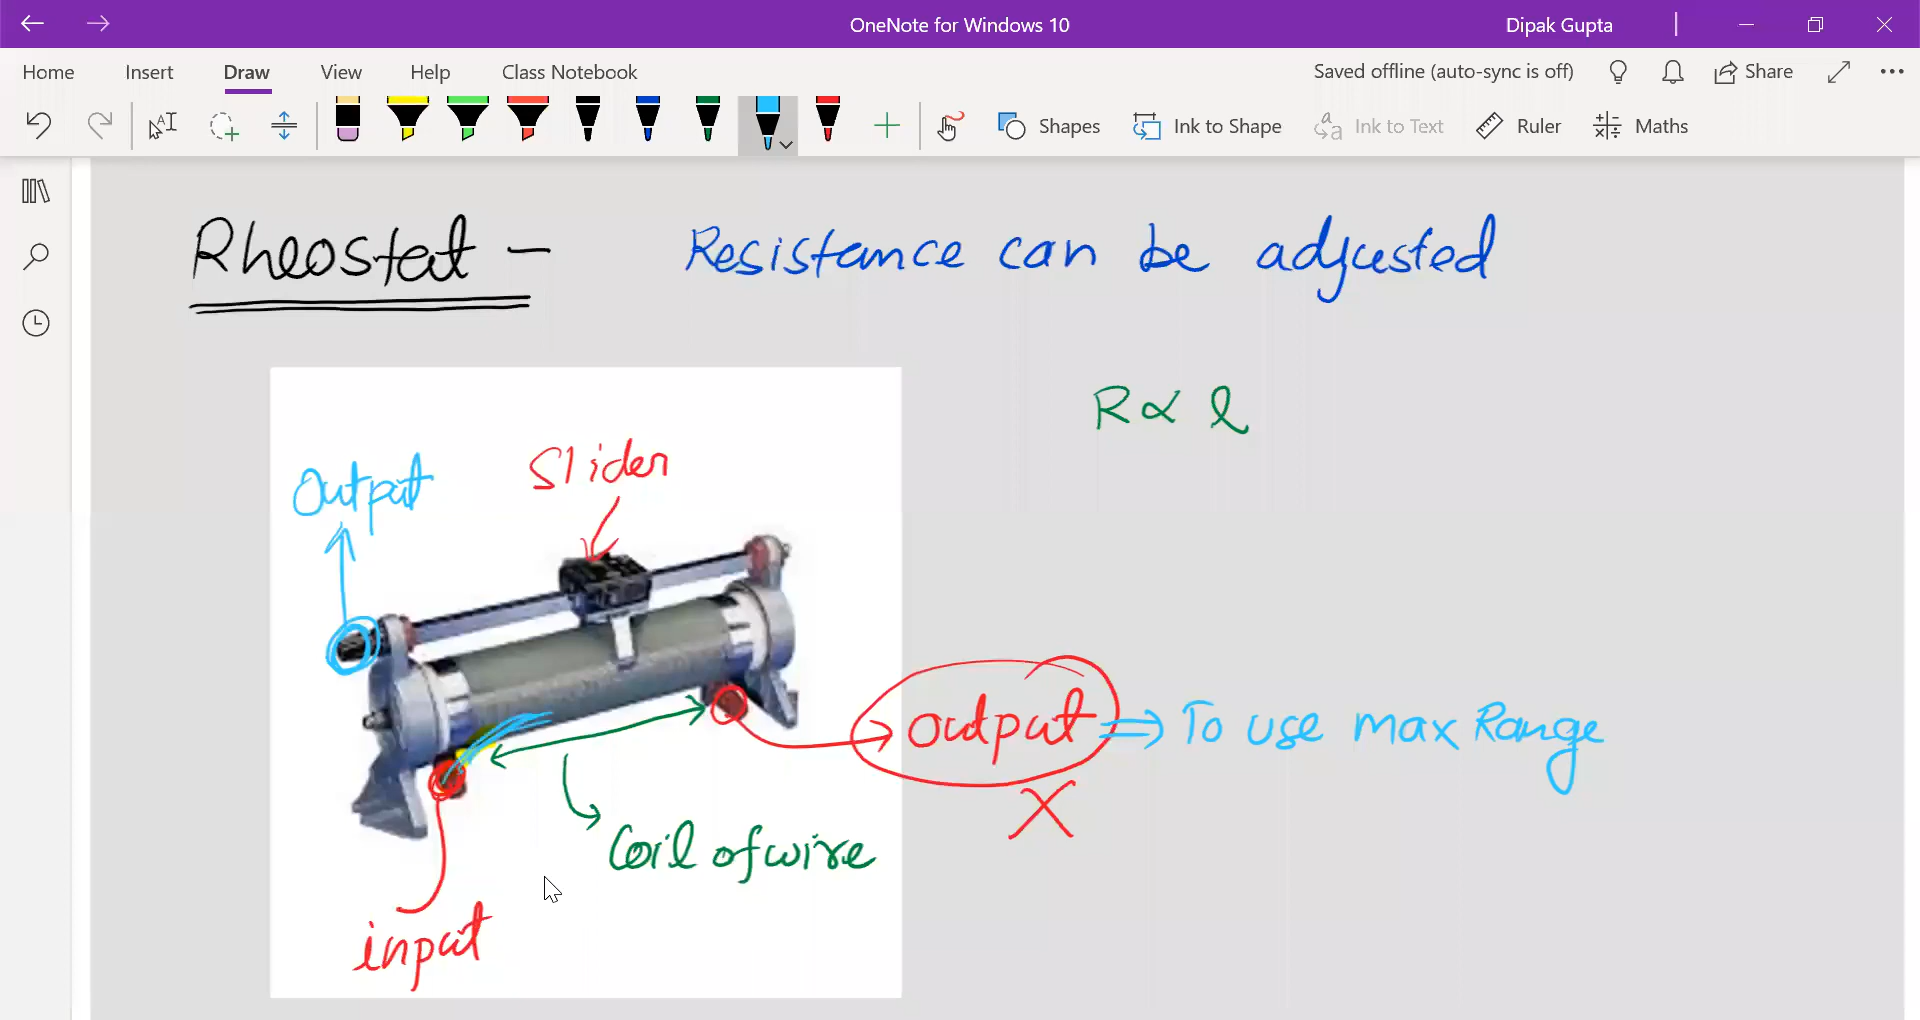 OneNote for Windows 10
Dipak Gupta
Home Insert Draw View Help Class Notebook
Saved offline (auto-sync is off) Share
Shapes Ink to Shape Ink to Text Ruler Maths
Rheostat - Resistance can be adjusted
R ∝ l
Output
Slider
output ⇒ To use max Range
X
Coil of wire
input